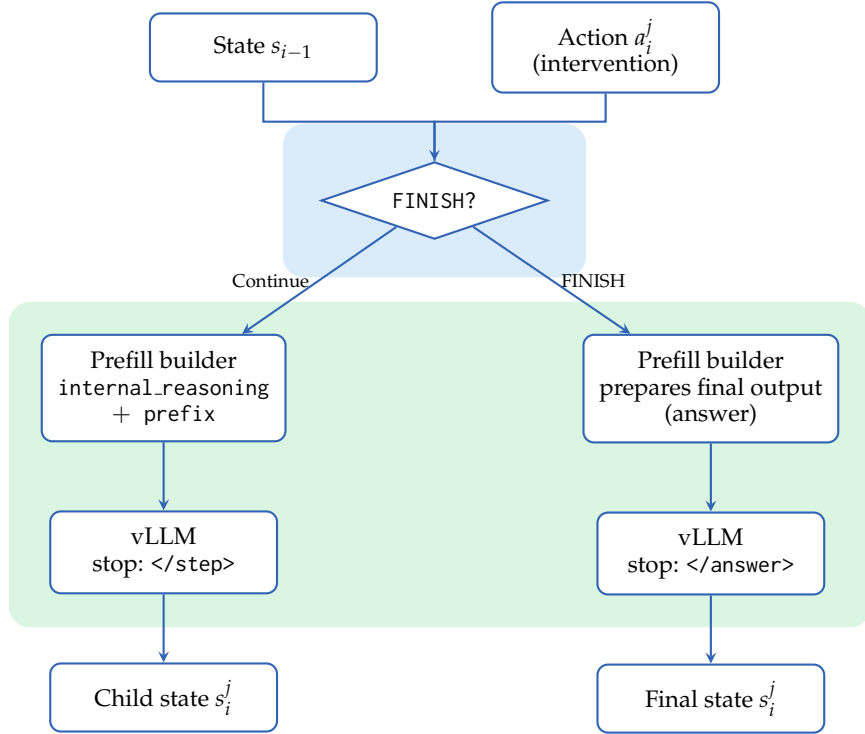 State s_{i−1}
Action a_i^j
(intervention)
FINISH?
Continue
FINISH
Prefill builder
internal_reasoning
+ prefix
Prefill builder
prepares final output
(answer)
vLLM
stop: </step>
vLLM
stop: </answer>
Child state s_i^j
Final state s_i^j